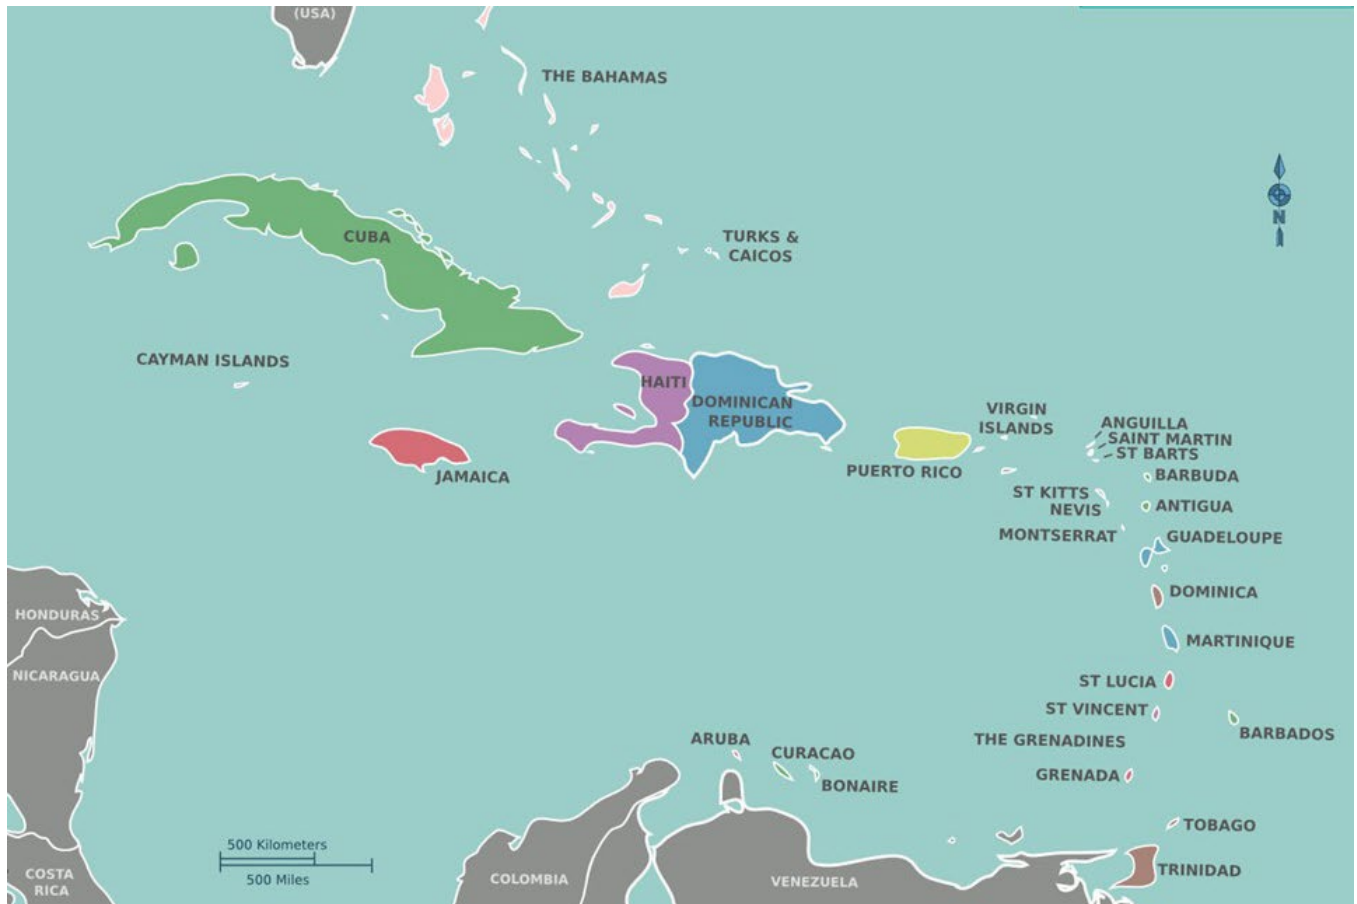 (USA)
THE BAHAMAS
CUBA
TURKS &
CAICOS
N
CAYMAN ISLANDS
HAITI
DOMINICAN
REPUBLIC
JAMAICA
PUERTO RICO
VIRGIN
ISLANDS
ANGUILLA
SAINT MARTIN
ST BARTS
BARBUDA
ST KITTS
NEVIS
ANTIGUA
MONTSERRAT
GUADELOUPE
DOMINICA
MARTINIQUE
ST LUCIA
ST VINCENT
BARBADOS
THE GRENADINES
GRENADA
HONDURAS
NICARAGUA
ARUBA
CURACAO
BONAIRE
TOBAGO
TRINIDAD
500 Kilometers
500 Miles
COSTA
RICA
COLOMBIA
VENEZUELA